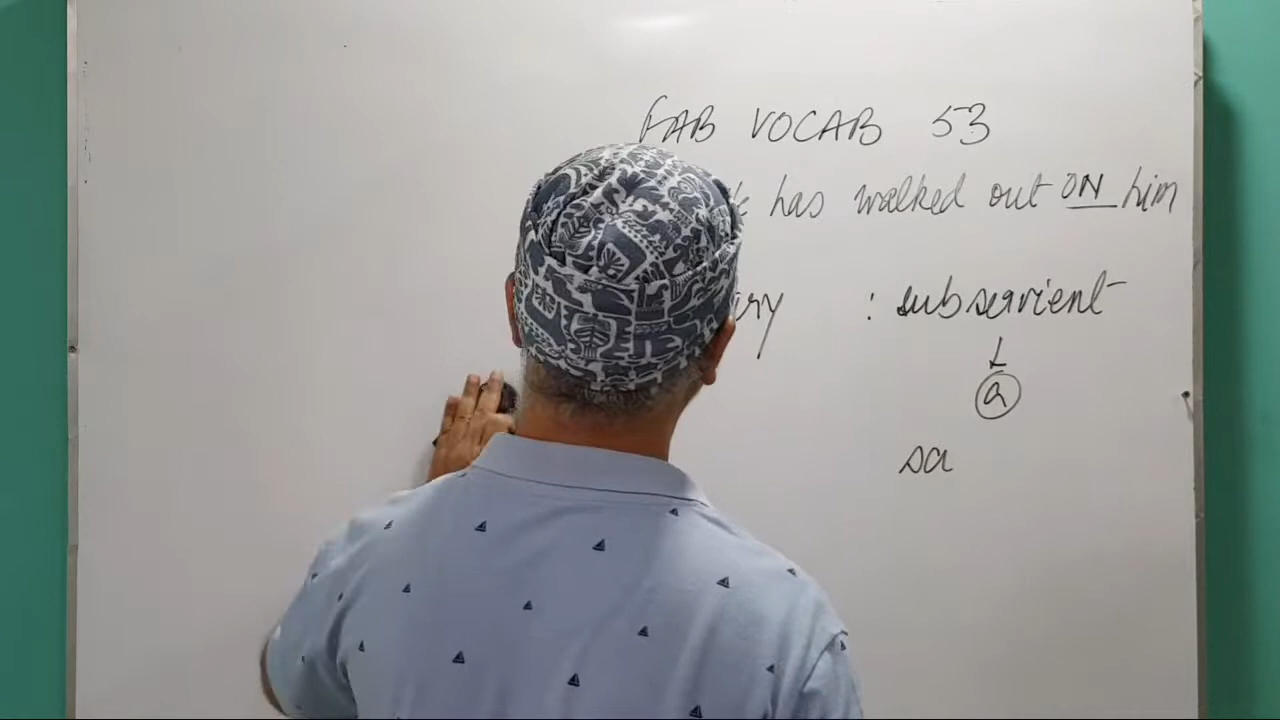 FAB VOCAB 53
has walked out ON him
: subservient
a
sa